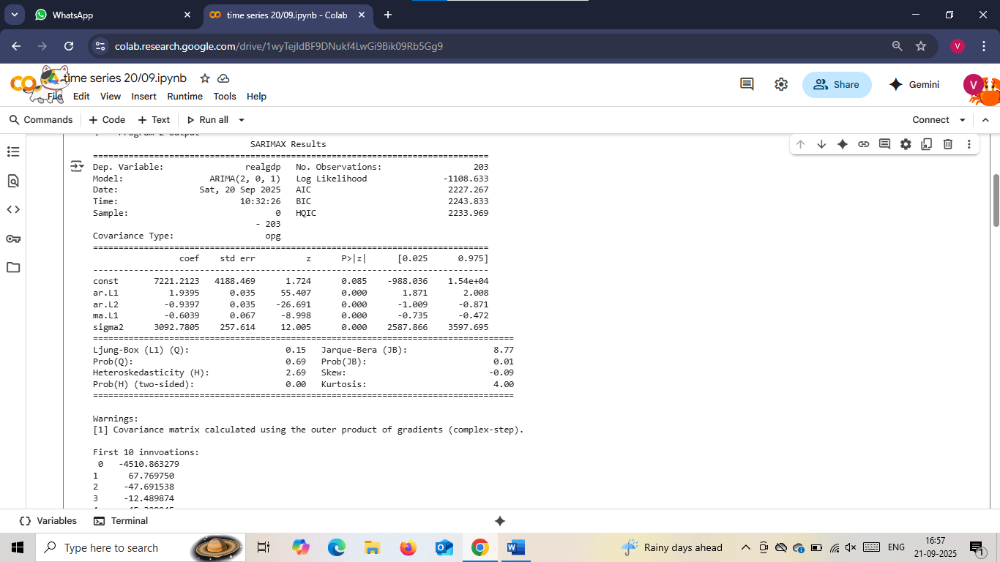 WhatsApp
time series 20/09.ipynb - Colab
colab.research.google.com/drive/1wyTejIdBF9DNukf4LwGi9Bik09Rb5Gg9
V
time series 20/09.ipynb
File Edit View Insert Runtime Tools Help
Share
Gemini
V
Commands + Code + Text Run all
Connect
SARIMAX Results
==============================================================================
Dep. Variable: realgdp No. Observations: 203
Model: ARIMA(2, 0, 1) Log Likelihood -1108.633
Date: Sat, 20 Sep 2025 AIC 2227.267
Time: 10:32:26 BIC 2243.833
Sample: 0 HQIC 2233.969
- 203
Covariance Type: opg
==============================================================================
coef std err z P>|z| [0.025 0.975]
------------------------------------------------------------------------------
const 7221.2123 4188.469 1.724 0.085 -988.036 1.54e+04
ar.L1 1.9395 0.035 55.407 0.000 1.871 2.008
ar.L2 -0.9397 0.035 -26.691 0.000 -1.009 -0.871
ma.L1 -0.6039 0.067 -8.998 0.000 -0.735 -0.472
sigma2 3092.7805 257.614 12.005 0.000 2587.866 3597.695
===================================================================================
Ljung-Box (L1) (Q): 0.15 Jarque-Bera (JB): 8.77
Prob(Q): 0.69 Prob(JB): 0.01
Heteroskedasticity (H): 2.69 Skew: -0.09
Prob(H) (two-sided): 0.00 Kurtosis: 4.00
===================================================================================
Warnings:
[1] Covariance matrix calculated using the outer product of gradients (complex-step).
First 10 innvoations:
0 -4510.863279
1 67.769750
2 -47.691538
3 -12.489874
Variables
Terminal
Type here to search
Rainy days ahead
ENG
16:57
21-09-2025
1